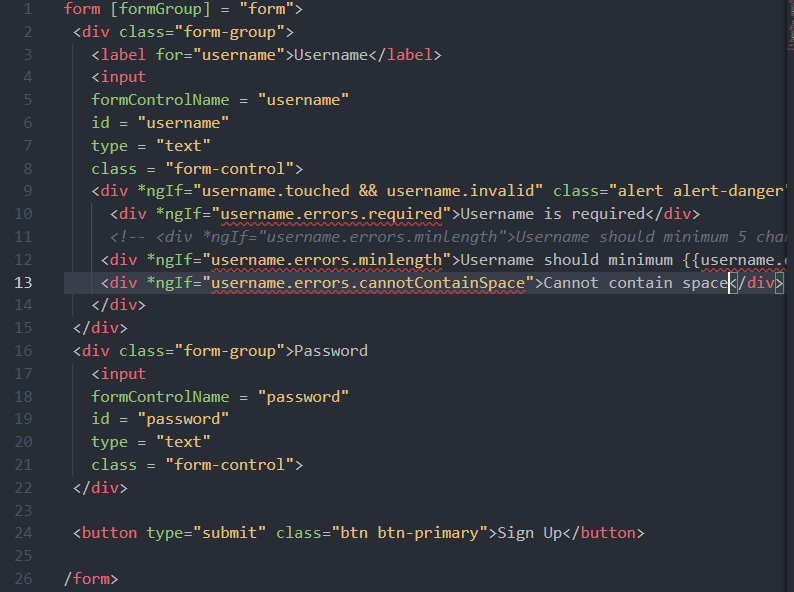 1 form [formGroup] = "form">
2 <div class="form-group">
3 <label for="username">Username</label>
4 <input
5 formControlName = "username"
6 id = "username"
7 type = "text"
8 class = "form-control">
9 <div *ngIf="username.touched && username.invalid" class="alert alert-danger"
10 <div *ngIf="username.errors.required">Username is required</div>
11 <!-- <div *ngIf="username.errors.minlength">Username should minimum 5
12 <div *ngIf="username.errors.minlength">Username should minimum {{username.
13 <div *ngIf="username.errors.cannotContainSpace">Cannot contain space</div>
14 </div>
15 </div>
16 <div class="form-group">Password
17 <input
18 formControlName = "password"
19 id = "password"
20 type = "text"
21 class = "form-control">
22 </div>
23
24 <button type="submit" class="btn btn-primary">Sign Up</button>
25
26 /form>